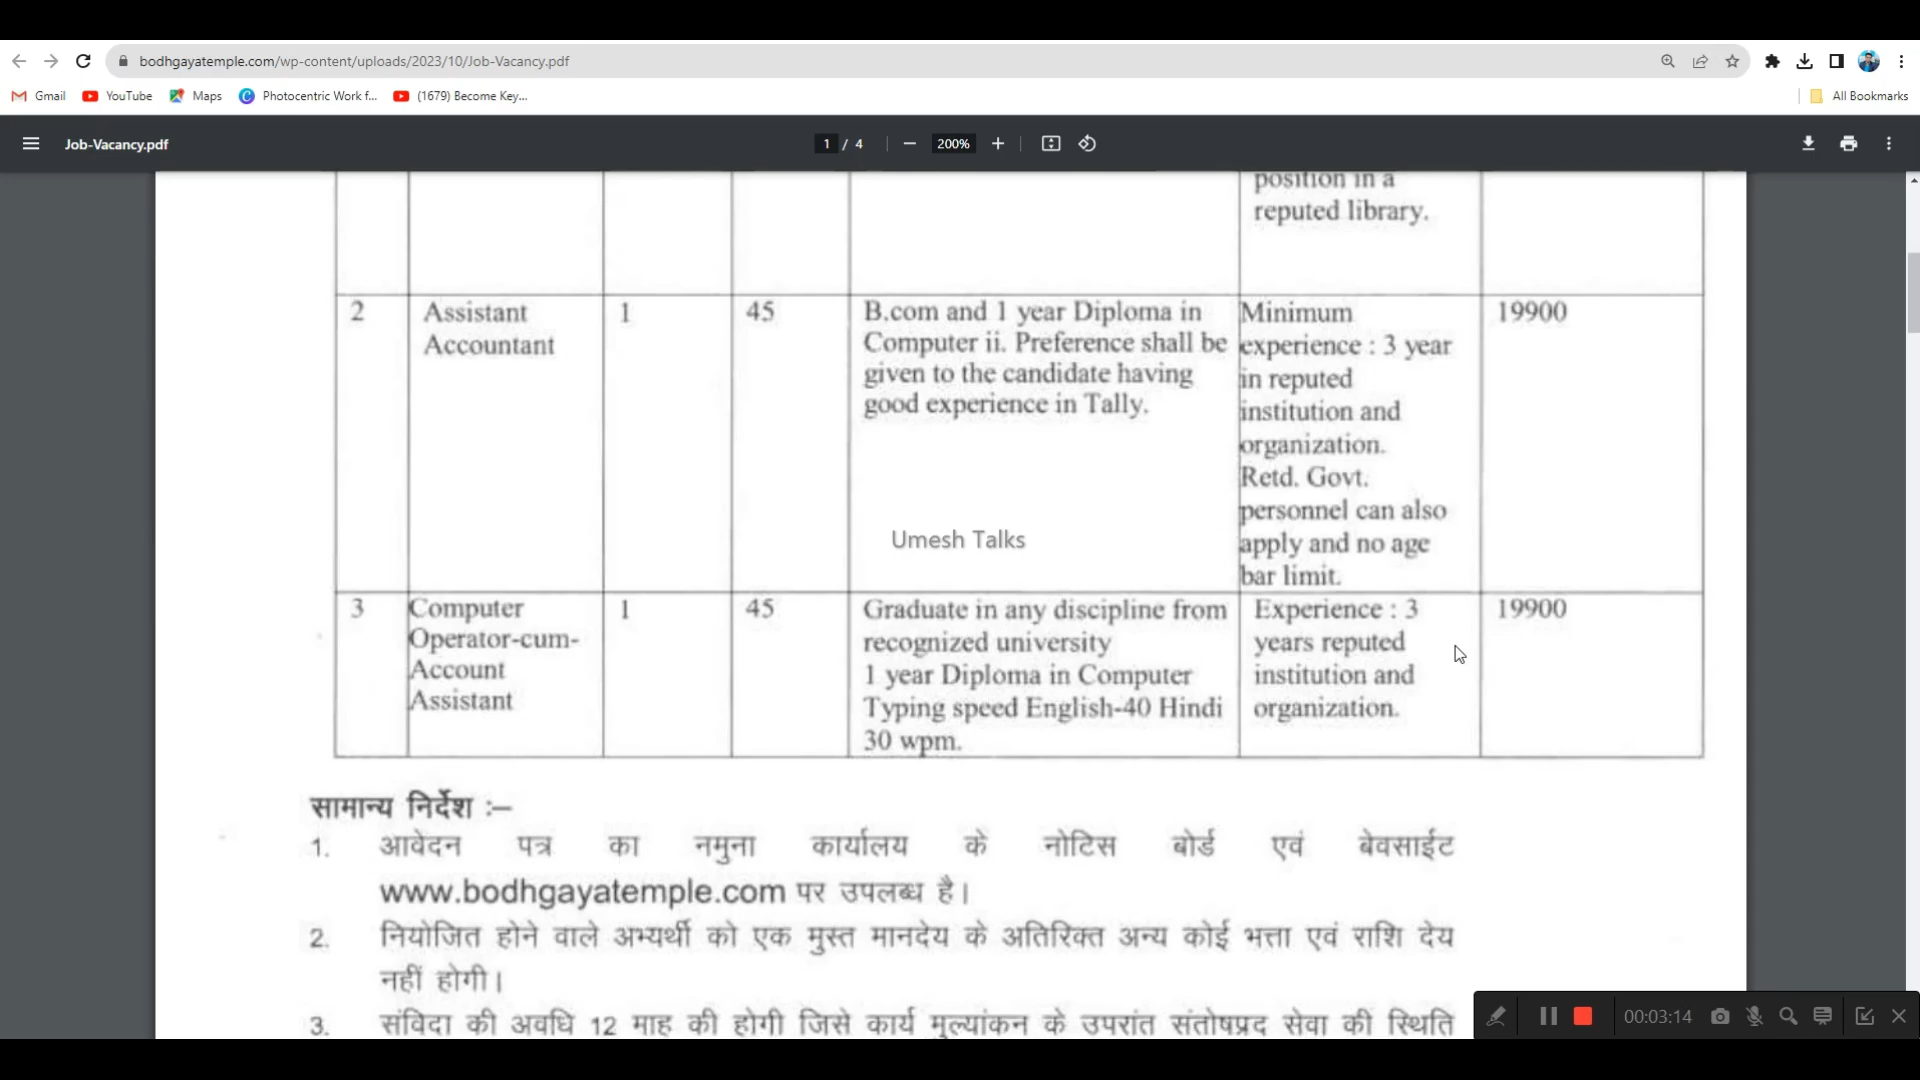 bodhgayatemple.com/wp-content/uploads/2023/10/Job-Vacancy.pdf
Gmail YouTube Maps Photocentric Work f... (1679) Become Key... All Bookmarks
Job-Vacancy.pdf 1 / 4 200%
position in a
reputed library.
2
Assistant
Accountant
1
45
B.com and 1 year Diploma in
Computer ii. Preference shall be
given to the candidate having
good experience in Tally.
Minimum
experience : 3 year
in reputed
institution and
organization.
Retd. Govt.
personnel can also
apply and no age
bar limit.
19900
Umesh Talks
3
Computer
Operator-cum-
Account
Assistant
1
45
Graduate in any discipline from
recognized university
1 year Diploma in Computer
Typing speed English-40 Hindi
30 wpm.
Experience : 3
years reputed
institution and
organization.
19900
सामान्य निर्देश :–
1. आवेदन पत्र का नमुना कार्यालय के नोटिस बोर्ड एवं बेवसाईट
www.bodhgayatemple.com पर उपलब्ध है।
2. नियोजित होने वाले अभ्यर्थी को एक मुस्त मानदेय के अतिरिक्त अन्य कोई भत्ता एवं राशि देय
नहीं होगी।
3. संविदा की अवधि 12 माह की होगी जिसे कार्य मुल्यांकन के उपरांत संतोषप्रद सेवा की स्थिति
00:03:14